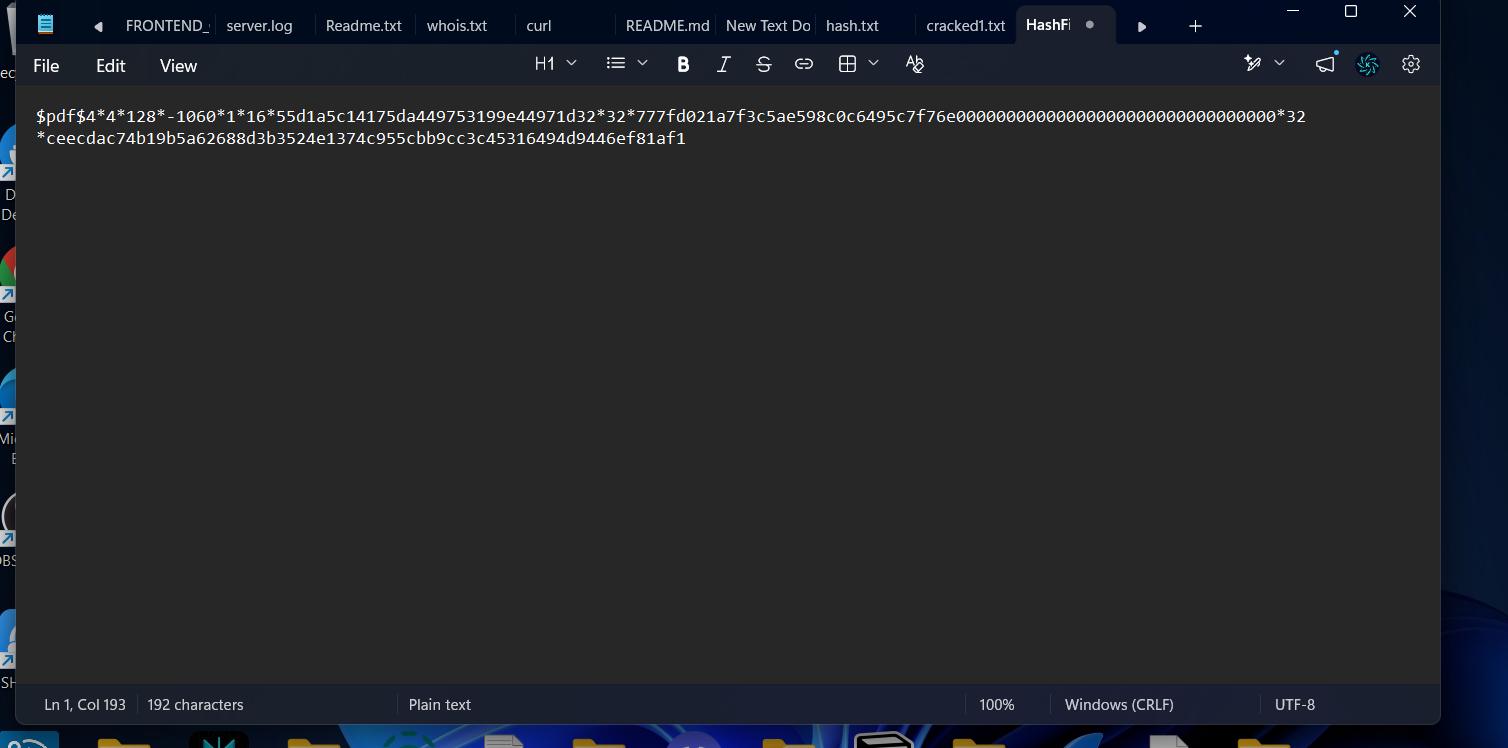 FRONTEND_
server.log
Readme.txt
whois.txt
curl
README.md
New Text Do
hash.txt
cracked1.txt
HashFi
File
Edit
View
H1
B
I
S
$pdf$4*4*128*-1060*1*16*55d1a5c14175da449753199e44971d32*32*777fd021a7f3c5ae598c0c6495c7f76e00000000000000000000000000000000*32
*ceecdac74b19b5a62688d3b3524e1374c955cbb9cc3c45316494d9446ef81af1
Ln 1, Col 193
192 characters
Plain text
100%
Windows (CRLF)
UTF-8